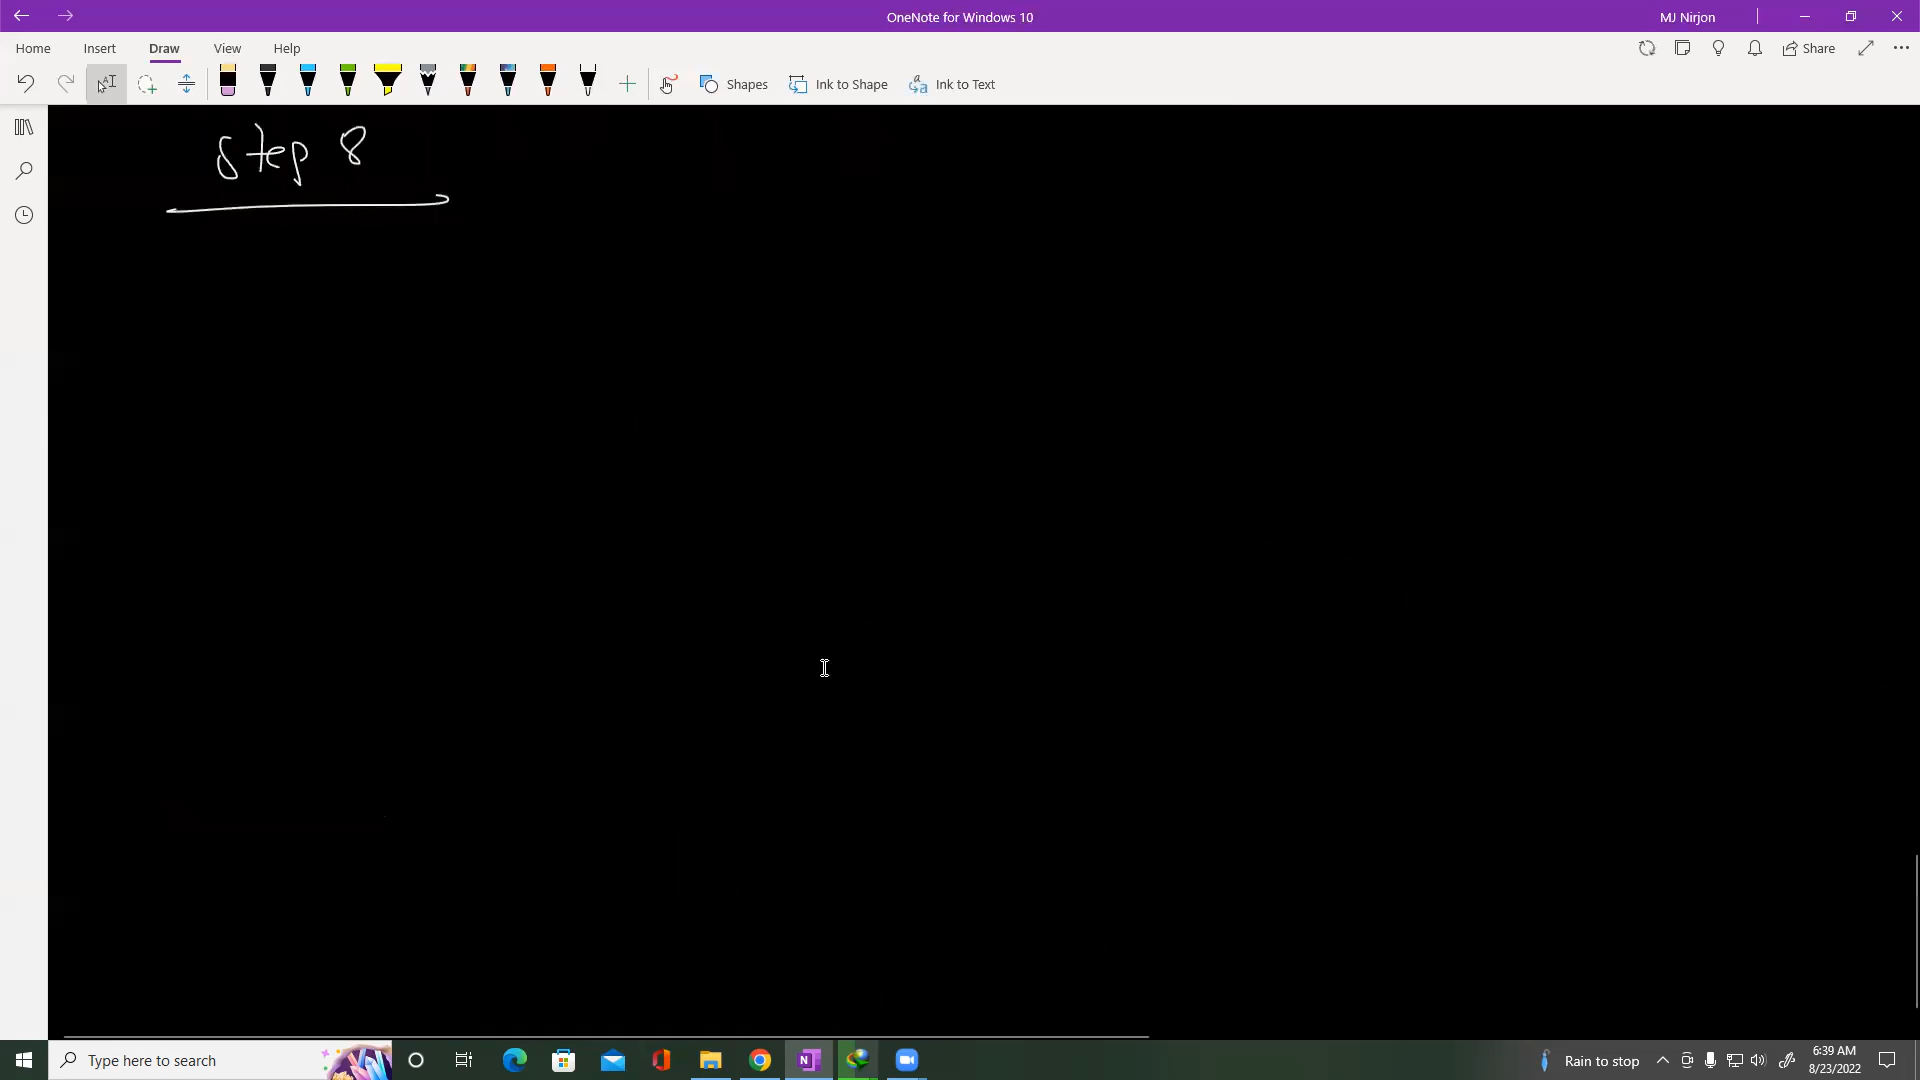 OneNote for Windows 10
MJ Nirjon
Home Insert Draw View Help
Share
Shapes Ink to Shape Ink to Text
Step 8
Type here to search
Rain to stop
6:39 AM
8/23/2022